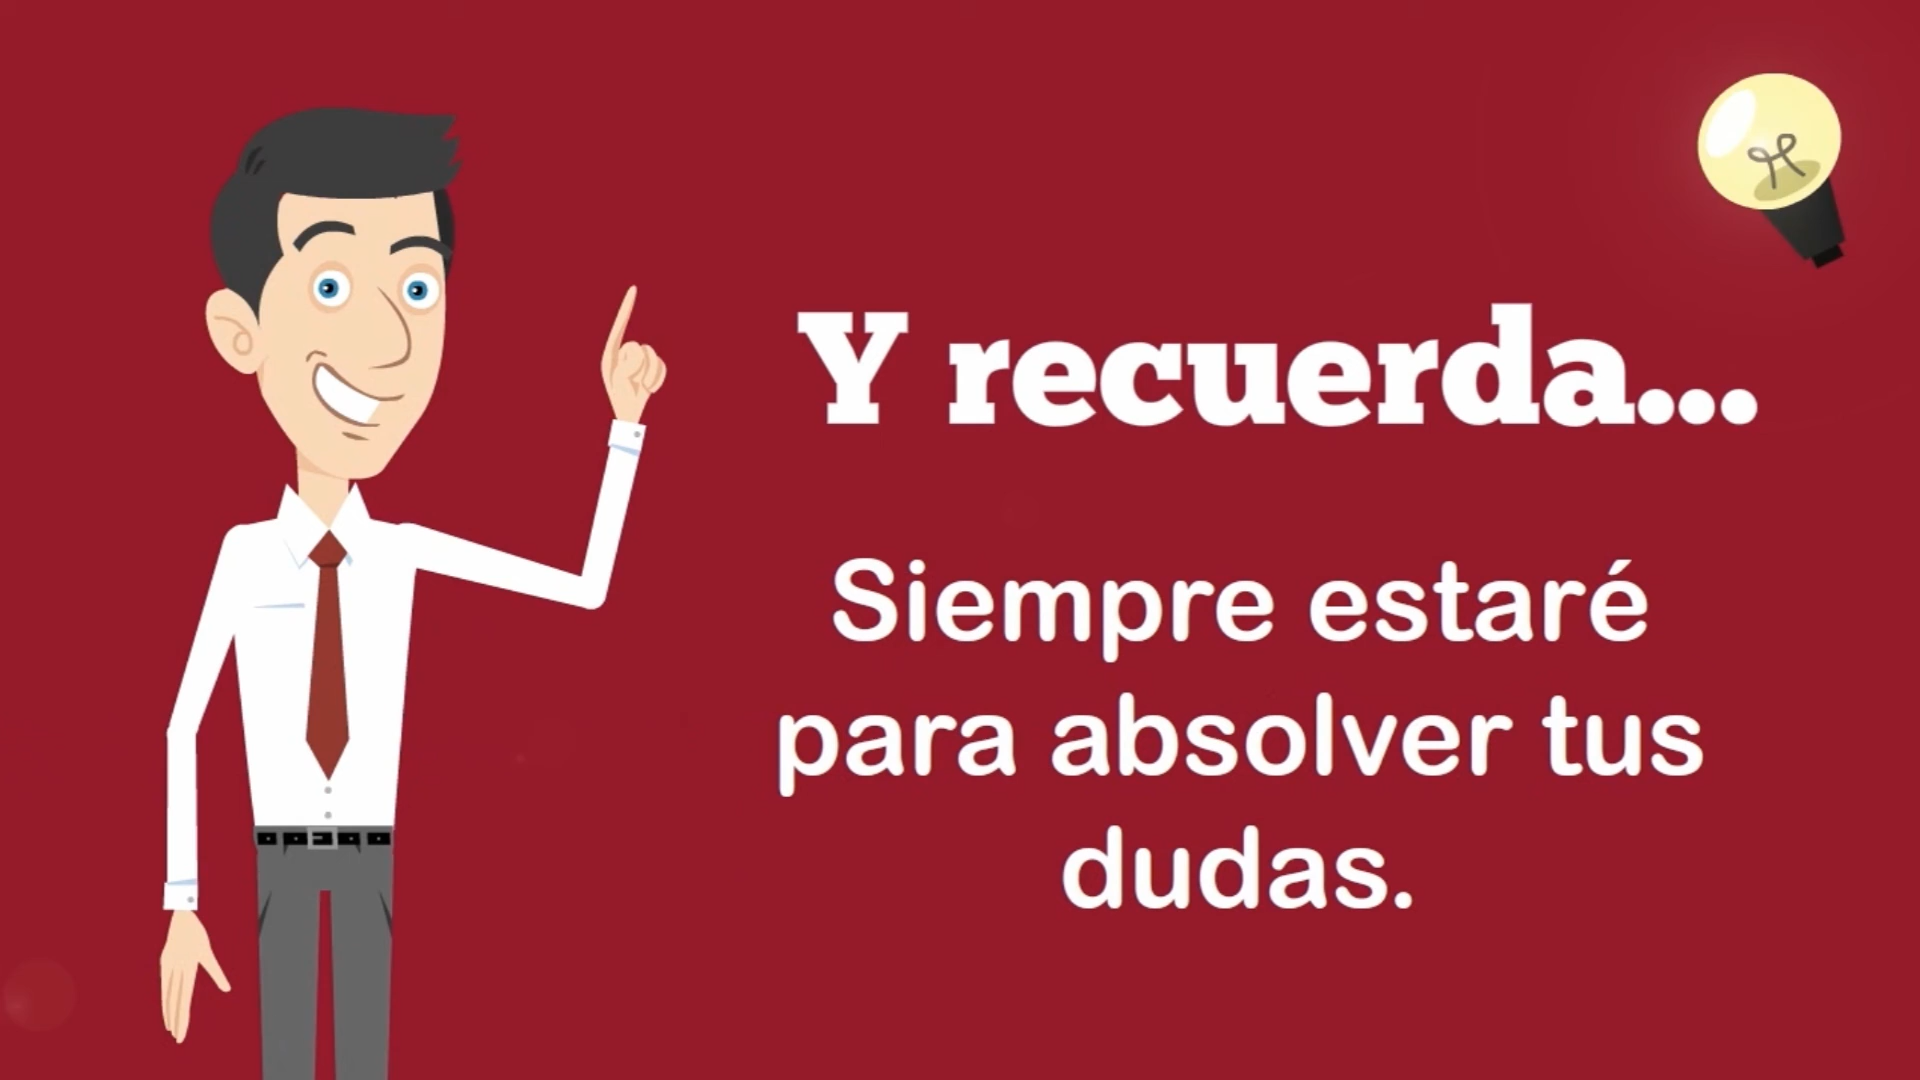 Y recuerda...
Siempre estaré
para absolver tus
dudas.